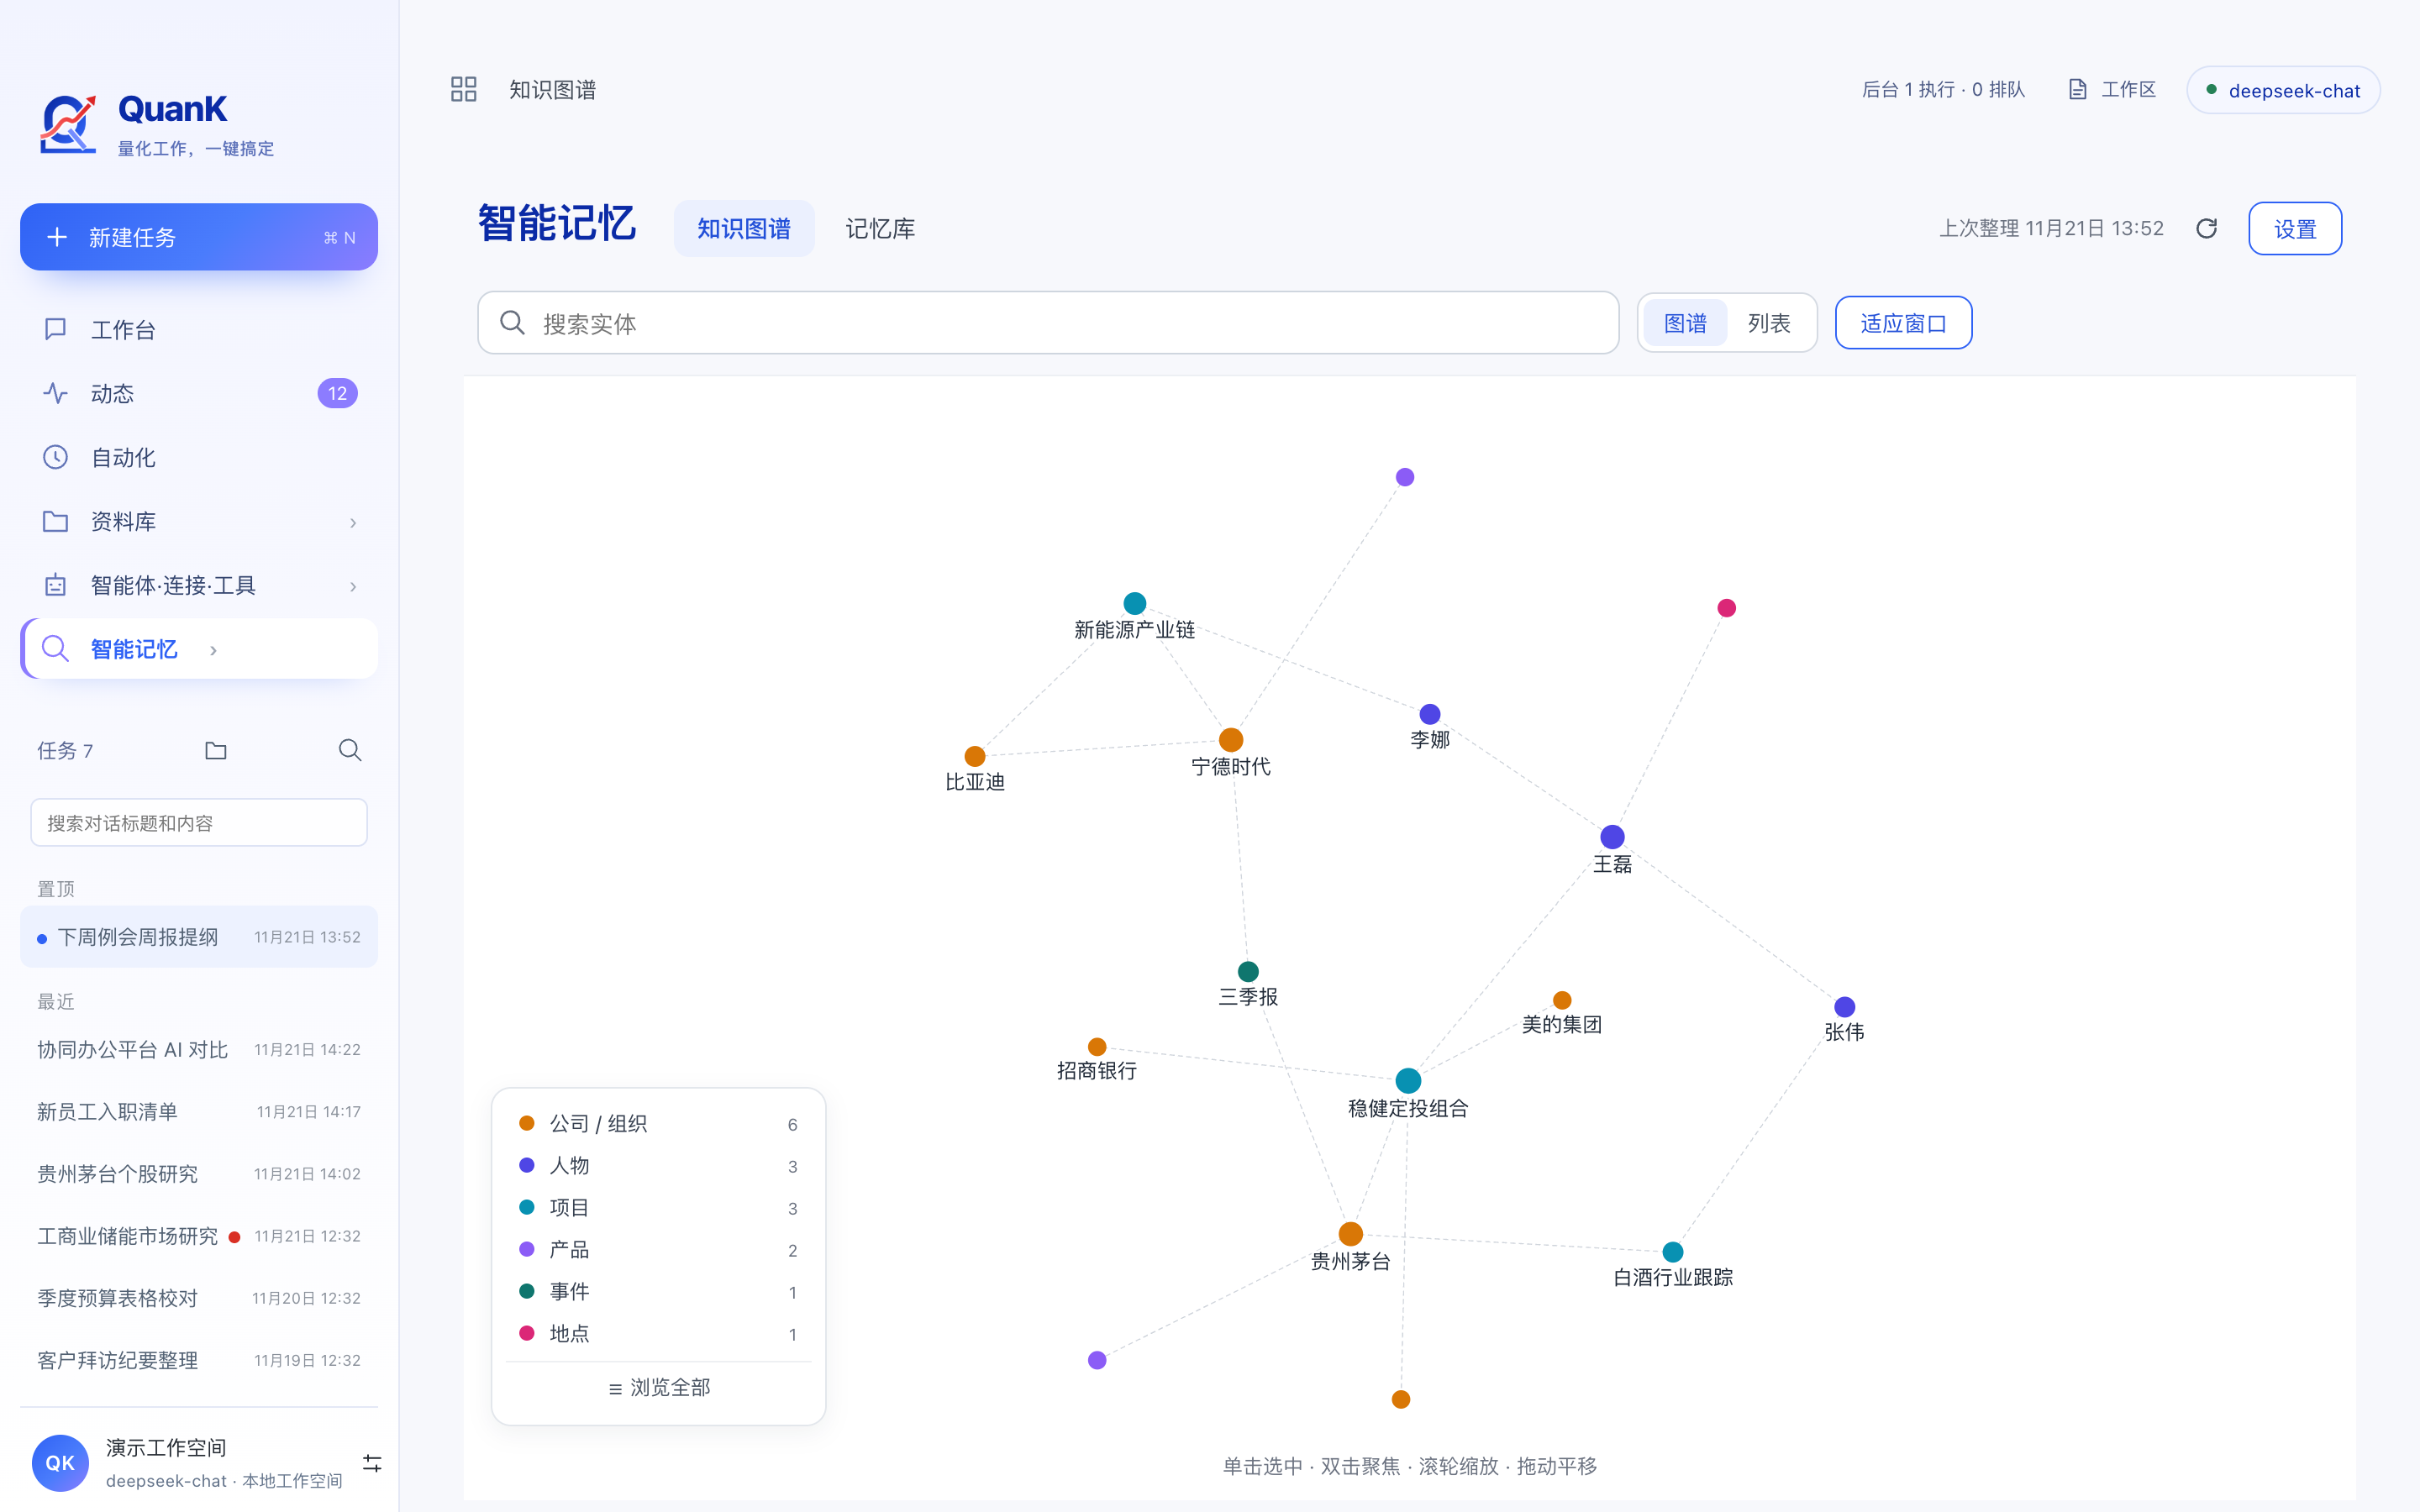 QuanK
量化工作，一键搞定
新建任务 ⌘ N
工作台
动态 12
自动化
资料库
智能体·连接·工具
智能记忆
任务 7
搜索对话标题和内容
置顶
下周例会周报提纲 11月21日 13:52
最近
协同办公平台 AI 对比 11月21日 14:22
新员工入职清单 11月21日 14:17
贵州茅台个股研究 11月21日 14:02
工商业储能市场研究 11月21日 12:32
季度预算表格校对 11月20日 12:32
客户拜访纪要整理 11月19日 12:32
QK
演示工作空间
deepseek-chat · 本地工作空间
知识图谱
后台 1 执行 · 0 排队
工作区
deepseek-chat
智能记忆
知识图谱
记忆库
上次整理 11月21日 13:52
设置
搜索实体
图谱
列表
适应窗口
新能源产业链
李娜
比亚迪
宁德时代
王磊
三季报
美的集团
张伟
招商银行
稳健定投组合
贵州茅台
白酒行业跟踪
公司 / 组织 6
人物 3
项目 3
产品 2
事件 1
地点 1
≡ 浏览全部
单击选中 · 双击聚焦 · 滚轮缩放 · 拖动平移